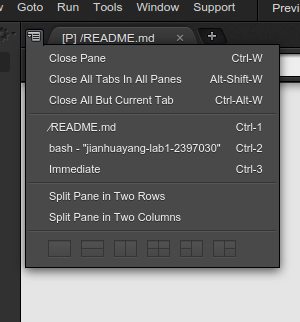 ow Goto Run Tools Window Support Previ
[P] /README.md × +
Close Pane Ctrl-W
Close All Tabs In All Panes Alt-Shift-W
Close All But Current Tab Ctrl-Alt-W
/README.md Ctrl-1
bash - "jianhuayang-lab1-2397030" Ctrl-2
Immediate Ctrl-3
Split Pane in Two Rows
Split Pane in Two Columns